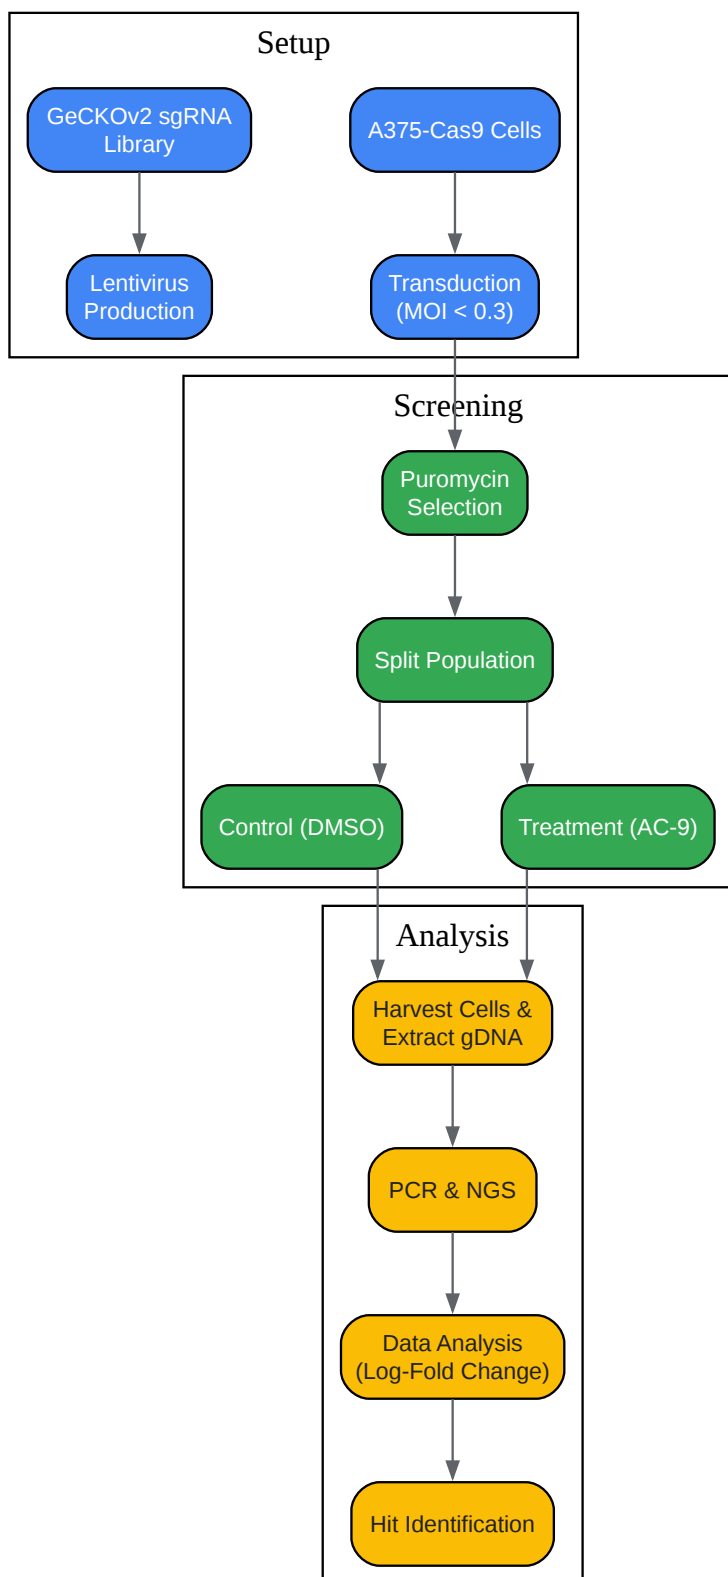 Setup
GeCKOv2 sgRNA
Library
A375-Cas9 Cells
Lentivirus
Production
Transduction
(MOI < 0.3)
Screening
Puromycin
Selection
Split Population
Control (DMSO)
Treatment (AC-9)
Analysis
Harvest Cells &
Extract gDNA
PCR & NGS
Data Analysis
(Log-Fold Change)
Hit Identification